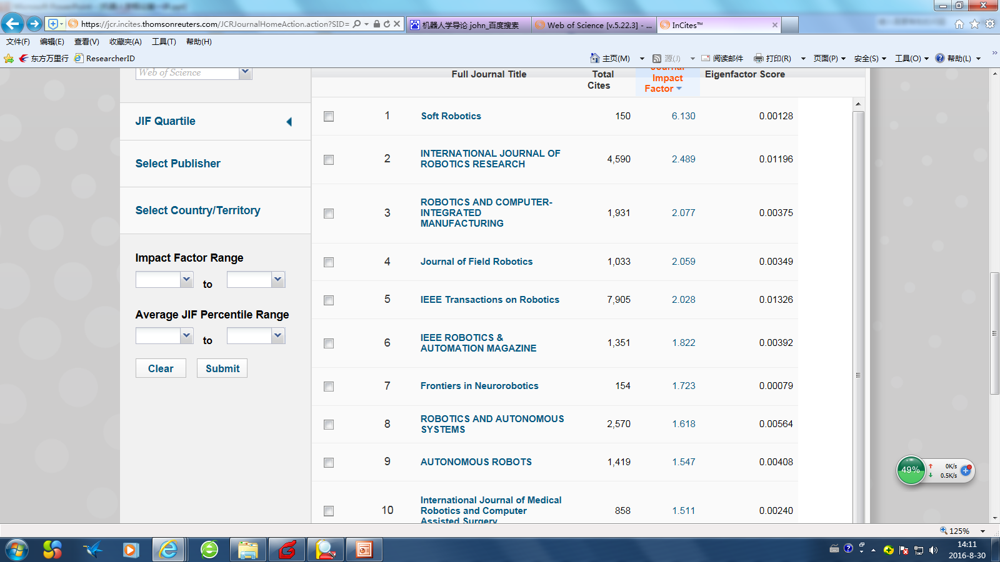 https://jcr.incites.thomsonreuters.com/JCRJournalHomeAction.action?SID=
机器人学导论 john_百度搜索
Web of Science [v.5.22.3] - ...
InCites™
文件(F) 编辑(E) 查看(V) 收藏夹(A) 工具(T) 帮助(H)
东方万里行 ResearcherID
主页(M) 源(J) 阅读邮件 打印(R) 页面(P) 安全(S) 工具(O) 帮助(L)
Web of Science
JIF Quartile
Select Publisher
Select Country/Territory
Impact Factor Range
to
Average JIF Percentile Range
to
Clear Submit
Full Journal Title
Total
Cites
Journal
Impact
Factor
Eigenfactor Score
1 Soft Robotics 150 6.130 0.00128
2 INTERNATIONAL JOURNAL OF
ROBOTICS RESEARCH 4,590 2.489 0.01196
3 ROBOTICS AND COMPUTER-
INTEGRATED
MANUFACTURING 1,931 2.077 0.00375
4 Journal of Field Robotics 1,033 2.059 0.00349
5 IEEE Transactions on Robotics 7,905 2.028 0.01326
6 IEEE ROBOTICS &
AUTOMATION MAGAZINE 1,351 1.822 0.00392
7 Frontiers in Neurorobotics 154 1.723 0.00079
8 ROBOTICS AND AUTONOMOUS
SYSTEMS 2,570 1.618 0.00564
9 AUTONOMOUS ROBOTS 1,419 1.547 0.00408
10 International Journal of Medical
Robotics and Computer
Assisted Surgery 858 1.511 0.00240
49%
0K/s
0.5K/s
125%
14:11
2016-8-30